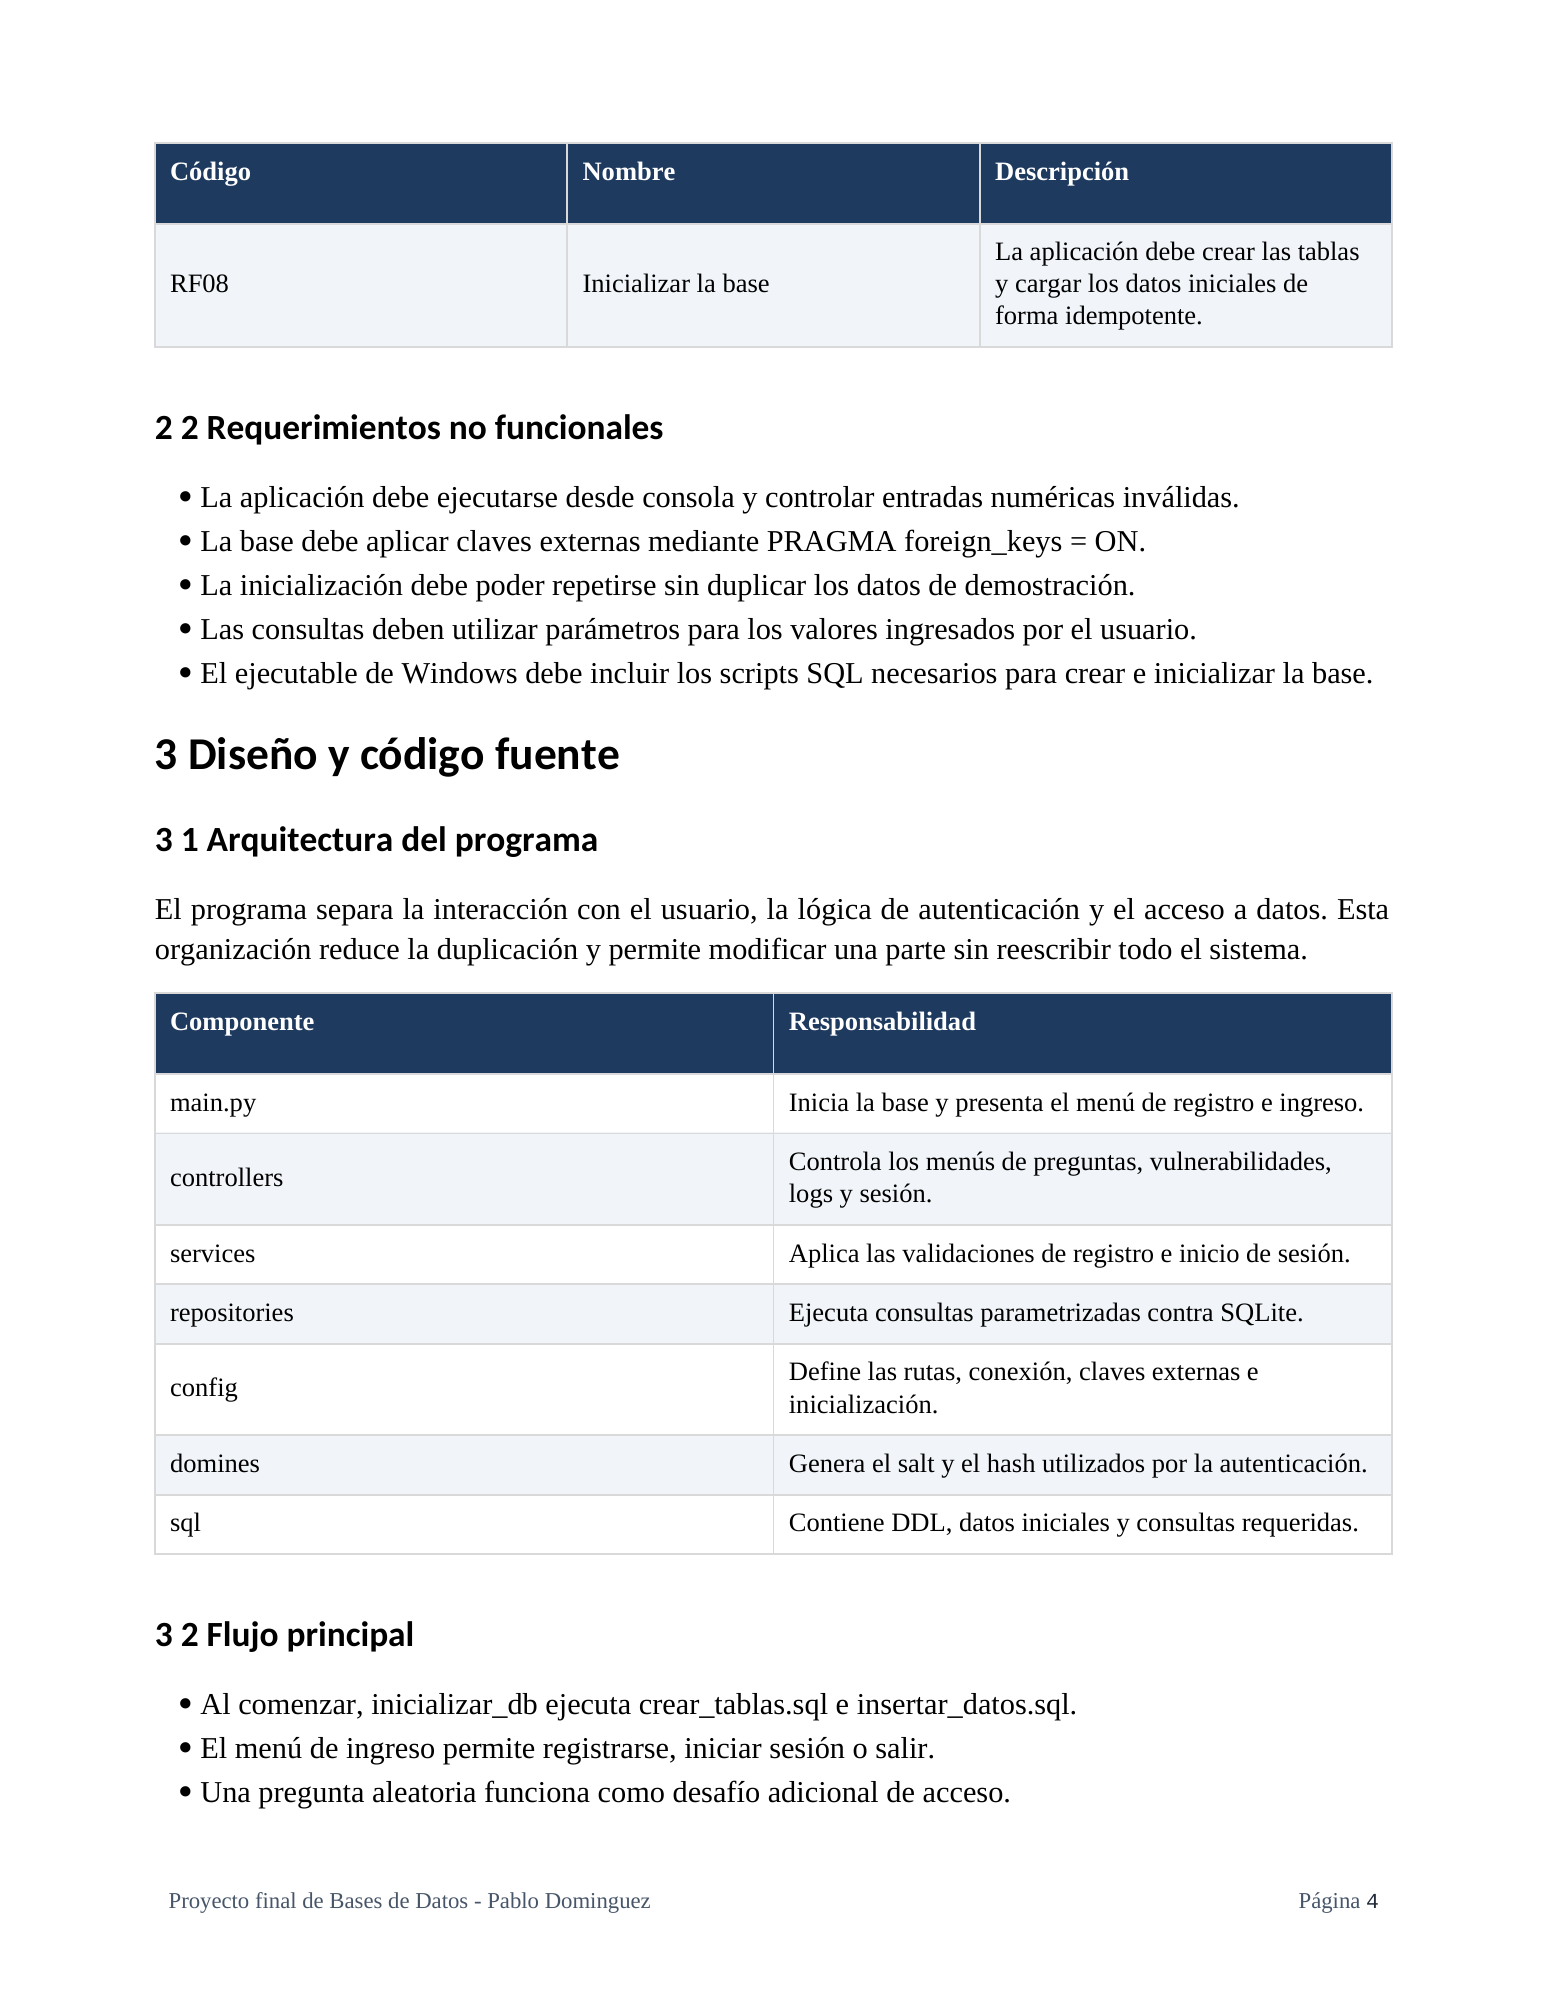 Código Nombre Descripción
RF08 Inicializar la base La aplicación debe crear las tablas
y cargar los datos iniciales de
forma idempotente.
2 2 Requerimientos no funcionales
• La aplicación debe ejecutarse desde consola y controlar entradas numéricas inválidas.
• La base debe aplicar claves externas mediante PRAGMA foreign_keys = ON.
• La inicialización debe poder repetirse sin duplicar los datos de demostración.
• Las consultas deben utilizar parámetros para los valores ingresados por el usuario.
• El ejecutable de Windows debe incluir los scripts SQL necesarios para crear e inicializar la base.
3 Diseño y código fuente
3 1 Arquitectura del programa
El programa separa la interacción con el usuario, la lógica de autenticación y el acceso a datos. Esta
organización reduce la duplicación y permite modificar una parte sin reescribir todo el sistema.
Componente Responsabilidad
main.py Inicia la base y presenta el menú de registro e ingreso.
controllers Controla los menús de preguntas, vulnerabilidades,
logs y sesión.
services Aplica las validaciones de registro e inicio de sesión.
repositories Ejecuta consultas parametrizadas contra SQLite.
config Define las rutas, conexión, claves externas e
inicialización.
domines Genera el salt y el hash utilizados por la autenticación.
sql Contiene DDL, datos iniciales y consultas requeridas.
3 2 Flujo principal
• Al comenzar, inicializar_db ejecuta crear_tablas.sql e insertar_datos.sql.
• El menú de ingreso permite registrarse, iniciar sesión o salir.
• Una pregunta aleatoria funciona como desafío adicional de acceso.
Proyecto final de Bases de Datos - Pablo Dominguez Página 4